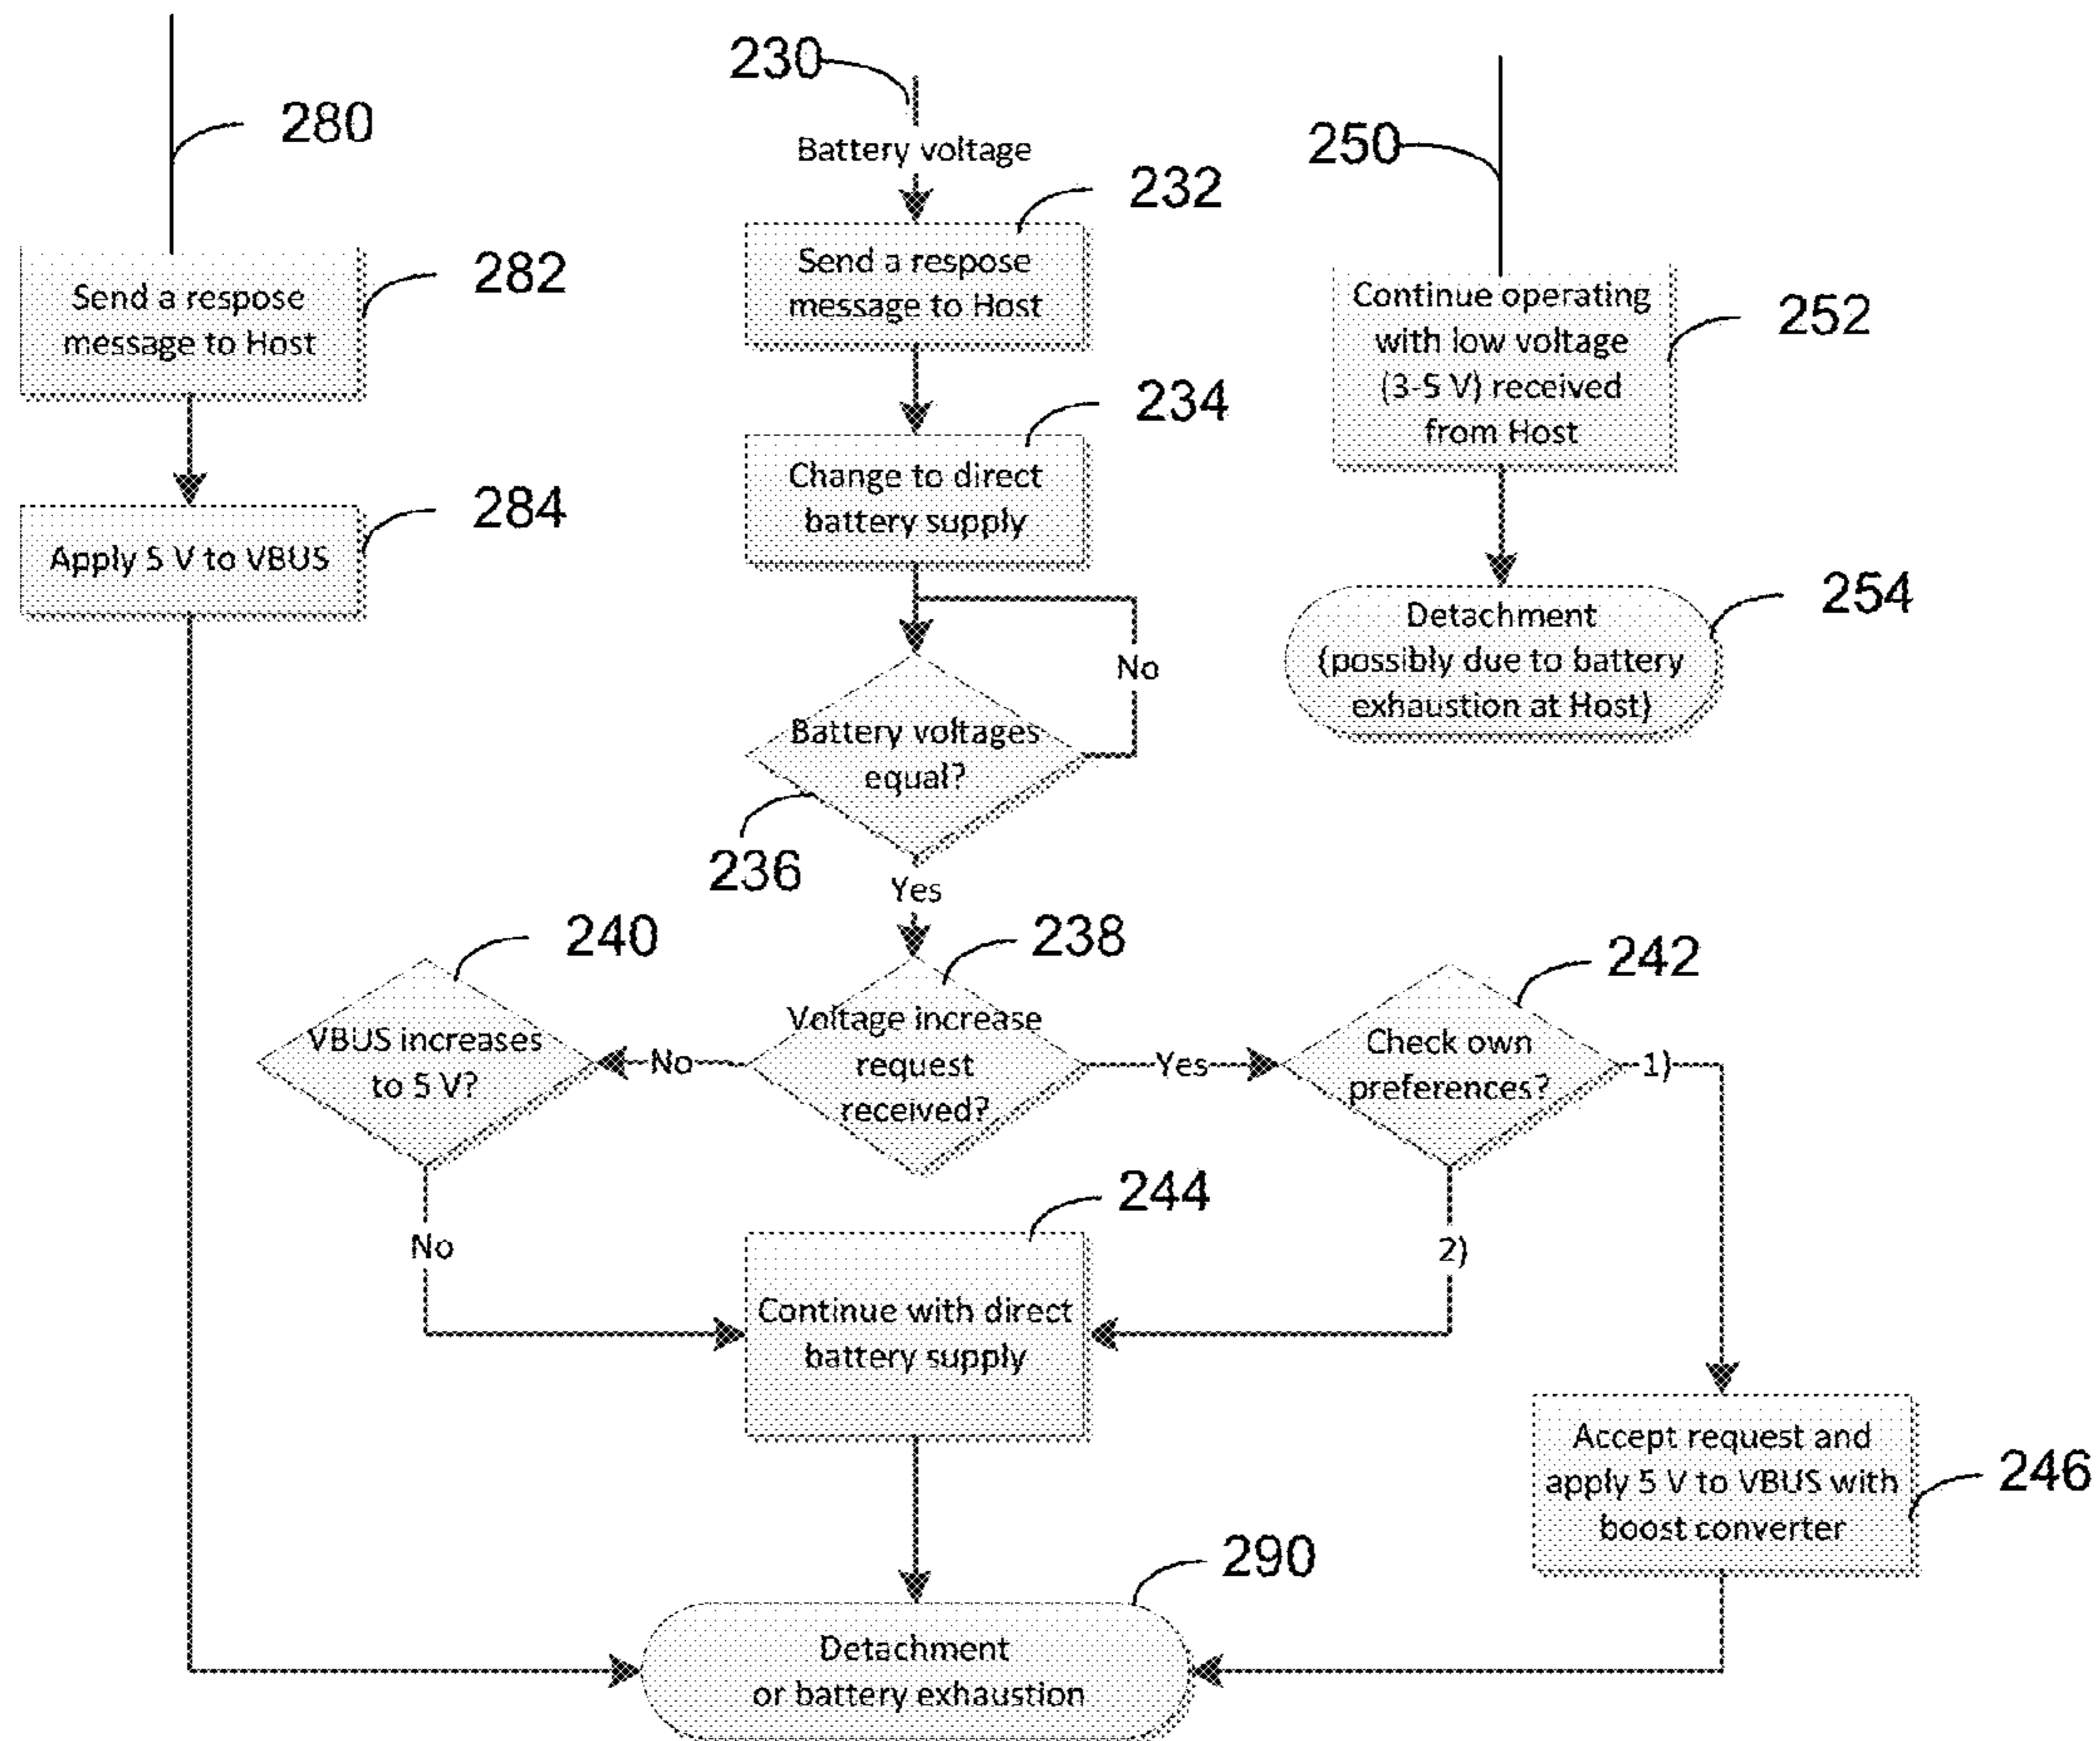 280
Send a respose
message to Host
282
Apply 5 V to VBUS
284
230
Battery voltage
232
Send a respose
message to Host
234
Change to direct
battery supply
No
Battery voltages
equal?
236
Yes
250
Continue operating
with low voltage
(3-5 V) received
from Host
252
Detachment
(possibly due to battery
exhaustion at Host)
254
240
VBUS increases
to 5 V?
No
238
Voltage increase
request
received?
Yes
242
Check own
preferences?
1)
No
2)
244
Continue with direct
battery supply
Accept request and
apply 5 V to VBUS with
boost converter
246
290
Detachment
or battery exhaustion